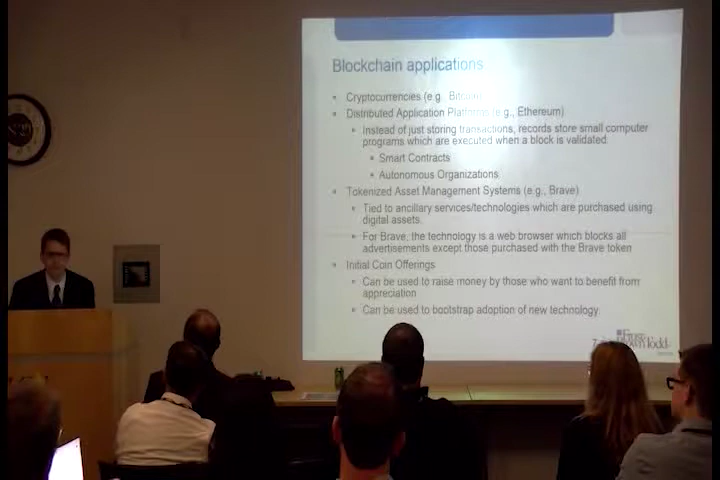 Blockchain applications
Cryptocurrencies (e.g. Bitcoin)
Distributed Application Platforms (e.g., Ethereum)
Instead of just storing transactions, records store small computer
programs which are executed when a block is validated.
Smart Contracts
Autonomous Organizations
Tokenized Asset Management Systems (e.g., Brave)
Tied to ancillary services/technologies which are purchased using
digital assets.
For Brave, the technology is a web browser which blocks all
advertisements except those purchased with the Brave token
Initial Coin Offerings
Can be used to raise money by those who want to benefit from
appreciation
Can be used to bootstrap adoption of new technology.